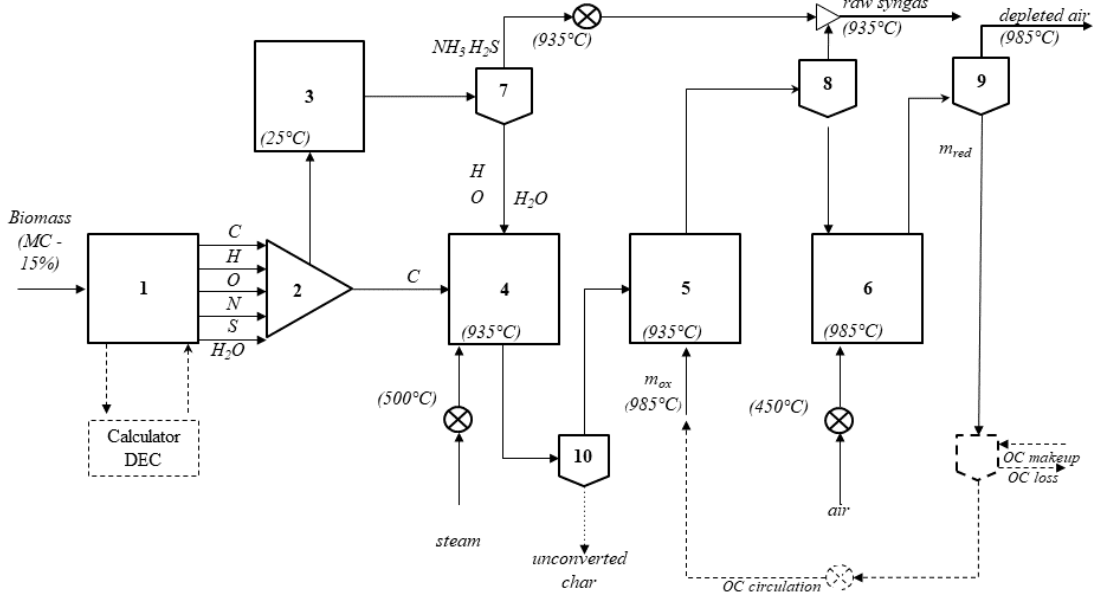 raw syngas
(935°C)
depleted air
(985°C)
(935°C)
NH3 H2S
7
8
9
3
(25°C)
mred
H
O
H2O
Biomass
(MC -
15%)
C
H
O
N
S
H2O
1
2
C
4
(935°C)
5
(935°C)
6
(985°C)
(500°C)
mox
(985°C)
(450°C)
Calculator
DEC
10
OC makeup
OC loss
steam
air
unconverted
char
OC circulation